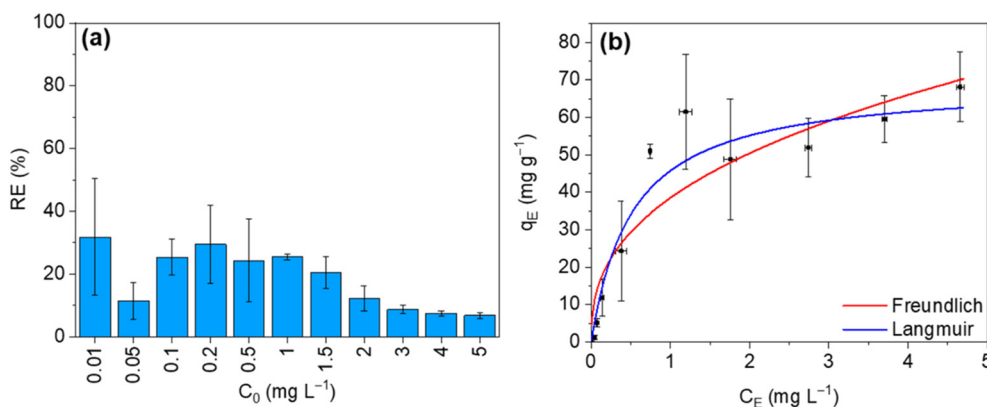 (a)
RE (%)
100
80
60
40
20
0
0.01 0.05 0.1 0.2 0.5 1 1.5 2 3 4 5
C₀ (mg L⁻¹)
(b)
qE (mg g⁻¹)
80
70
60
50
40
30
20
10
0
Freundlich
Langmuir
0 1 2 3 4 5
CE (mg L⁻¹)